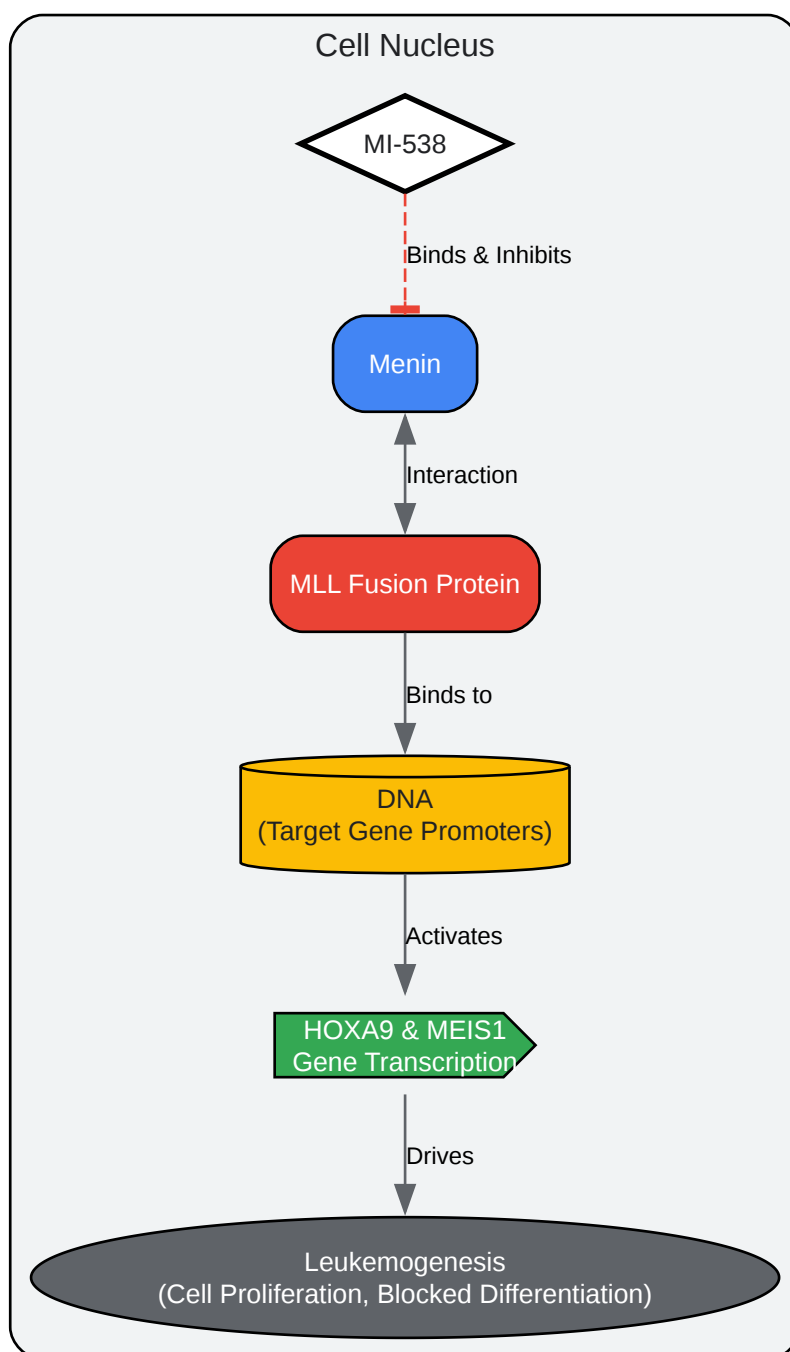 Cell Nucleus
MI-538
Binds & Inhibits
Menin
Interaction
MLL Fusion Protein
Binds to
DNA
(Target Gene Promoters)
Activates
HOXA9 & MEIS1
Gene Transcription
Drives
Leukemogenesis
(Cell Proliferation, Blocked Differentiation)